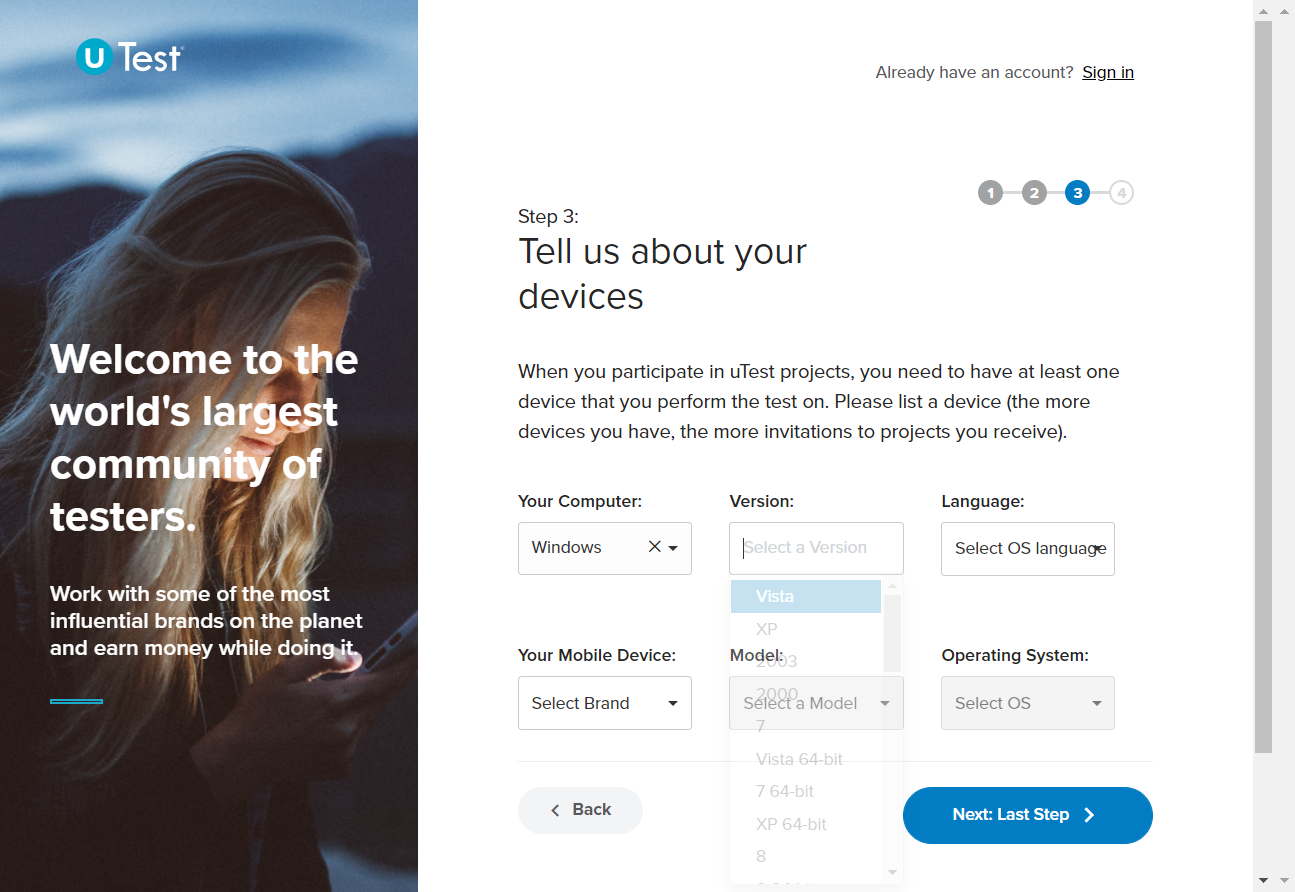 U Test
Already have an account? Sign in
1 2 3 4
Step 3:
Tell us about your
devices
Welcome to the
world's largest
community of
testers.
Work with some of the most
influential brands on the planet
and earn money while doing it.
When you participate in uTest projects, you need to have at least one
device that you perform the test on. Please list a device (the more
devices you have, the more invitations to projects you receive).
Your Computer: Version: Language:
Windows Select a Version Select OS language
Vista
XP
2003
2000
7
Vista 64-bit
7 64-bit
XP 64-bit
8
Your Mobile Device: Model: Operating System:
Select Brand Select a Model Select OS
Back Next: Last Step